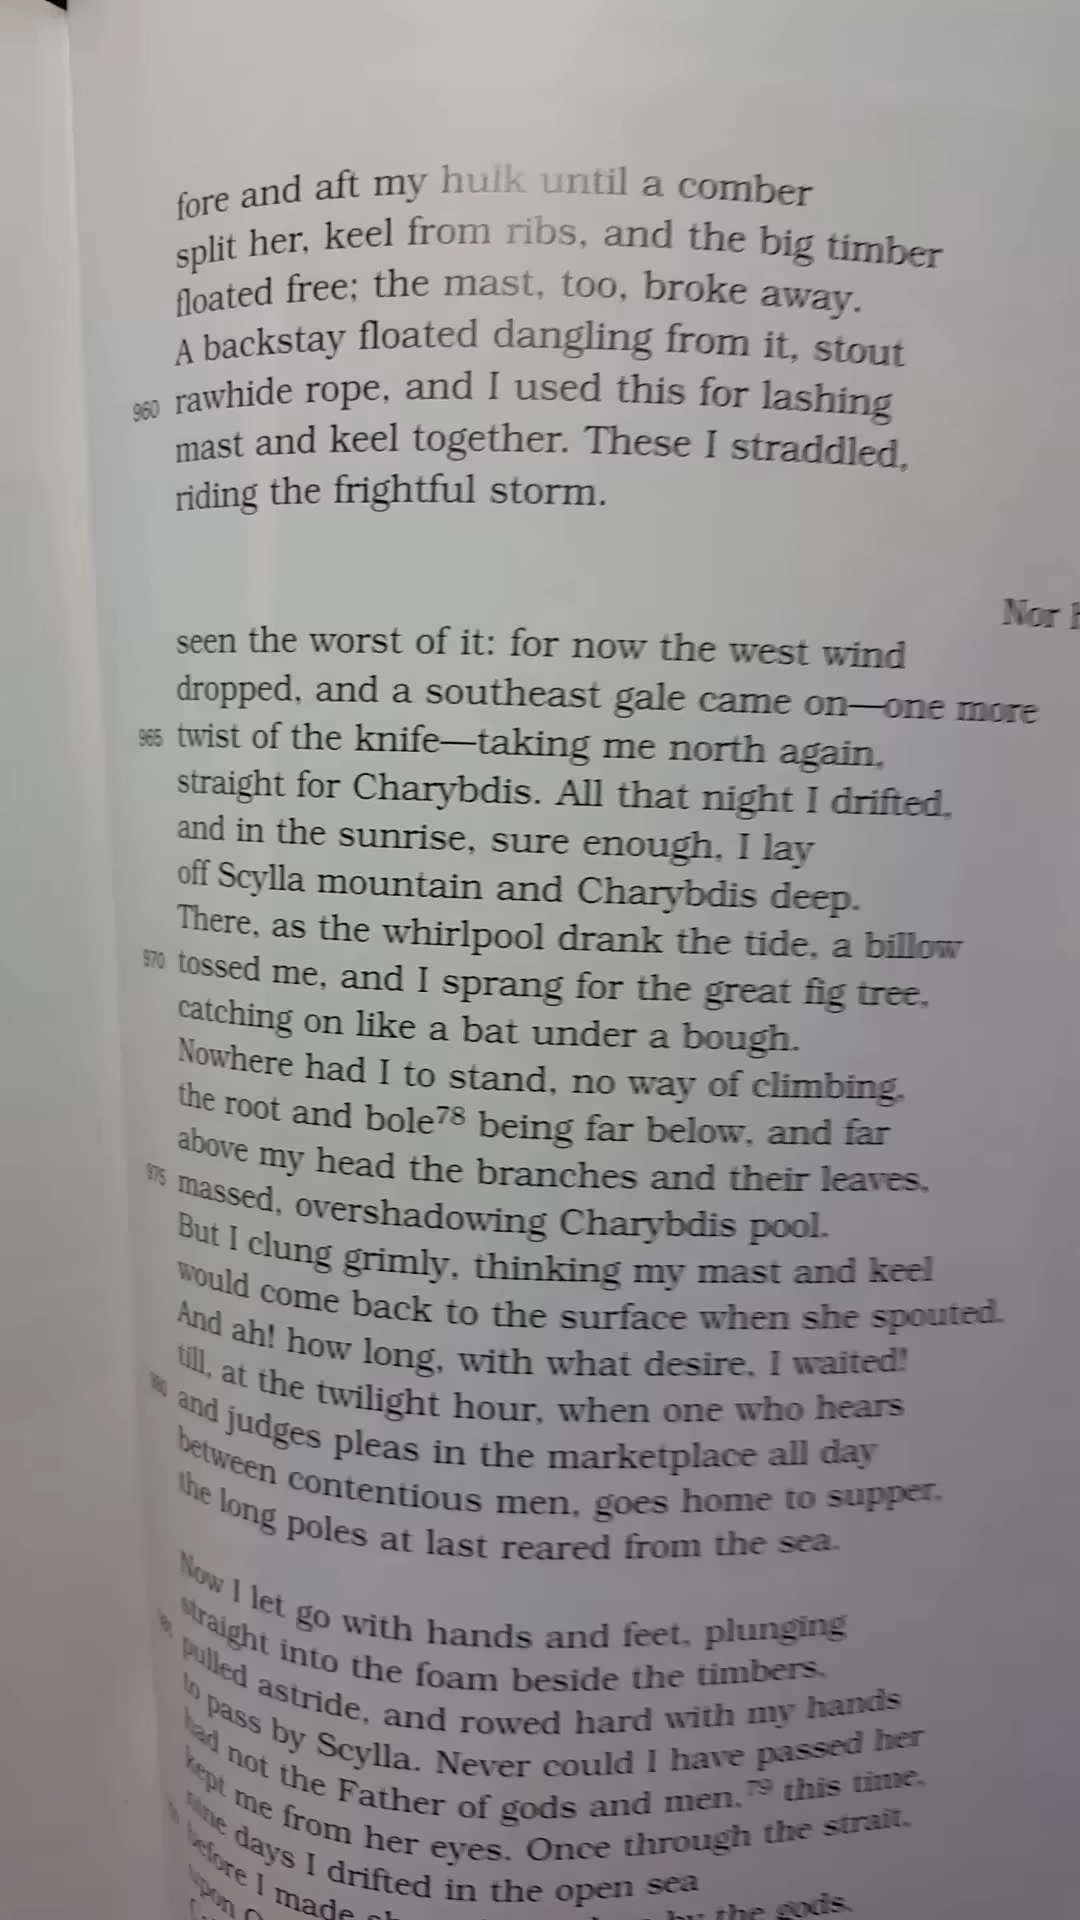 fore and aft my hulk until a comber
split her, keel from ribs, and the big timber
floated free; the mast, too, broke away.
A backstay floated dangling from it, stout
960 rawhide rope, and I used this for lashing
mast and keel together. These I straddled,
riding the frightful storm.
Nor
seen the worst of it: for now the west wind
dropped, and a southeast gale came on—one more
965 twist of the knife—taking me north again,
straight for Charybdis. All that night I drifted,
and in the sunrise, sure enough, I lay
off Scylla mountain and Charybdis deep.
There, as the whirlpool drank the tide, a billow
970 tossed me, and I sprang for the great fig tree,
catching on like a bat under a bough.
Nowhere had I to stand, no way of climbing,
the root and bole78 being far below, and far
above my head the branches and their leaves,
975 massed, overshadowing Charybdis pool.
But I clung grimly, thinking my mast and keel
would come back to the surface when she spouted.
And ah! how long, with what desire, I waited!
till, at the twilight hour, when one who hears
980 and judges pleas in the marketplace all day
between contentious men, goes home to supper,
the long poles at last reared from the sea.
Now I let go with hands and feet, plunging
straight into the foam beside the timbers,
pulled astride, and rowed hard with my hands
to pass by Scylla. Never could I have passed her
had not the Father of gods and men,79 this time,
kept me from her eyes. Once through the strait,
nine days I drifted in the open sea
before I made by the gods,
upon